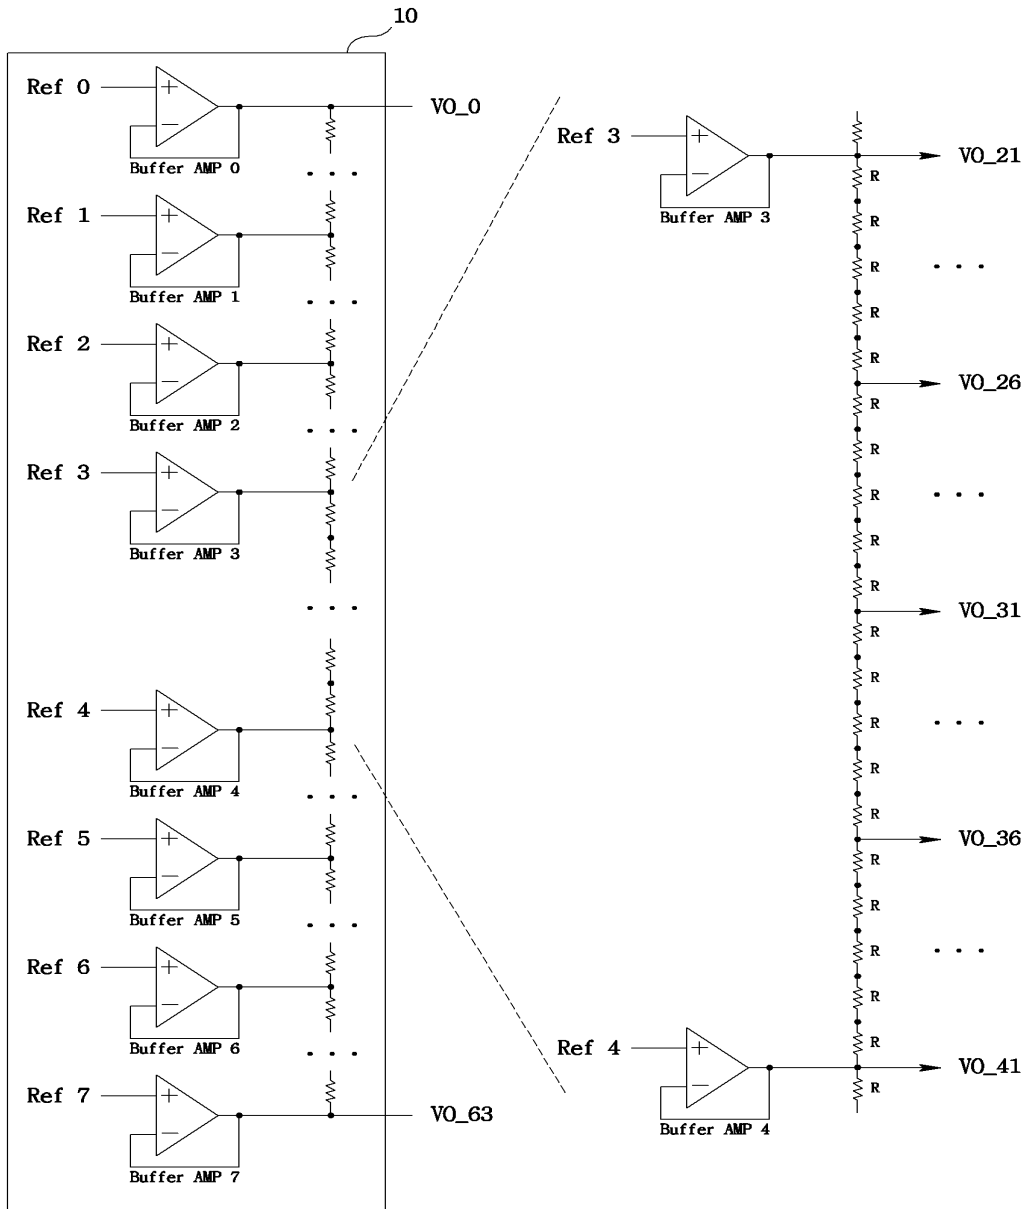 10
Ref 0
VO_0
Buffer AMP 0
Ref 1
Buffer AMP 1
Ref 2
Buffer AMP 2
Ref 3
Buffer AMP 3
Ref 4
Buffer AMP 4
Ref 5
Buffer AMP 5
Ref 6
Buffer AMP 6
Ref 7
VO_63
Buffer AMP 7
Ref 3
VO_21
Buffer AMP 3
R
R
R
R
R
VO_26
R
R
R
R
R
VO_31
R
R
R
R
R
VO_36
R
R
R
R
R
Ref 4
VO_41
Buffer AMP 4
R